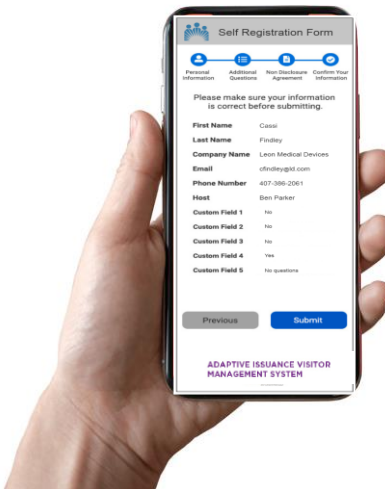 Self Registration Form
Personal Information
Additional Questions
Non Disclosure Agreement
Confirm Your Information
Please make sure your information
is correct before submitting.
First Name Cassi
Last Name Findley
Company Name Leon Medical Devices
Email cfindley@ld.com
Phone Number 407-386-2061
Host Ben Parker
Custom Field 1 No
Custom Field 2 No
Custom Field 3 No
Custom Field 4 Yes
Custom Field 5 No questions
Previous Submit
ADAPTIVE ISSUANCE VISITOR
MANAGEMENT SYSTEM